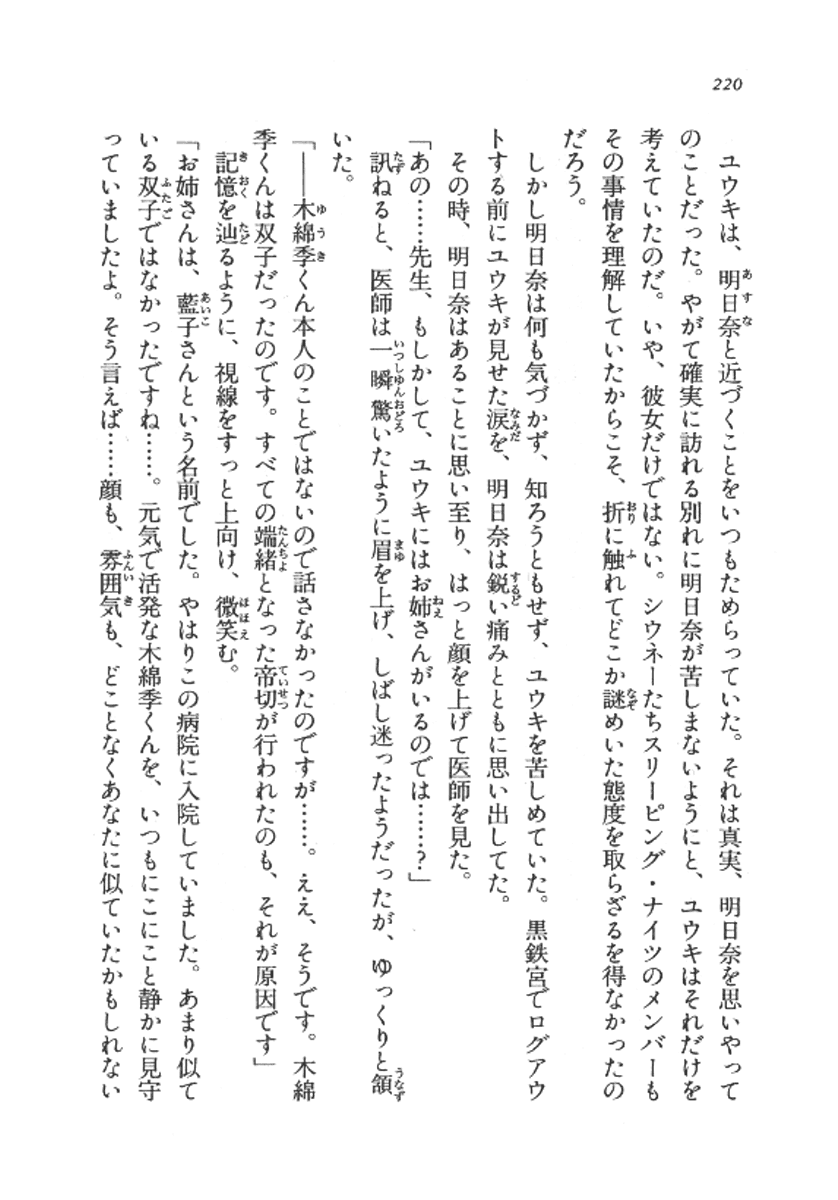 220
ユウキは、明日奈と近づくことをいつもためらっていた。それは真実、明日奈を思いやって
のことだった。やがて確実に訪れる別れに明日奈が苦しまないようにと、ユウキはそれだけを
考えていたのだ。いや、彼女だけではない。シウネーたちスリーピング・ナイツのメンバーも
その事情を理解していたからこそ、折に触れてどこか謎めいた態度を取らざるを得なかったの
だろう。
しかし明日奈は何も気づかず、知ろうともせず、ユウキを苦しめていた。黒鉄宮でログアウ
トする前にユウキが見せた涙を、明日奈は鋭い痛みとともに思い出してた。
その時、明日奈はあることに思い至り、はっと顔を上げて医師を見た。
「あの……先生、もしかして、ユウキにはお姉さんがいるのでは……？」
訊ねると、医師は一瞬驚いたように眉を上げ、しばし迷ったようだったが、ゆっくりと頷
いた。
「――木綿季くん本人のことではないので話さなかったのですが……。ええ、そうです。木綿
季くんは双子だったのです。すべての端緒となった帝切が行われたのも、それが原因です」
記憶を辿るように、視線をすっと上向け、微笑む。
「お姉さんは、藍子さんという名前でした。やはりこの病院に入院していました。あまり似て
いる双子ではなかったですね……。元気で活発な木綿季くんを、いつもにこにこと静かに見守
っていましたよ。そう言えば……顔も、雰囲気も、どことなくあなたに似ていたかもしれない